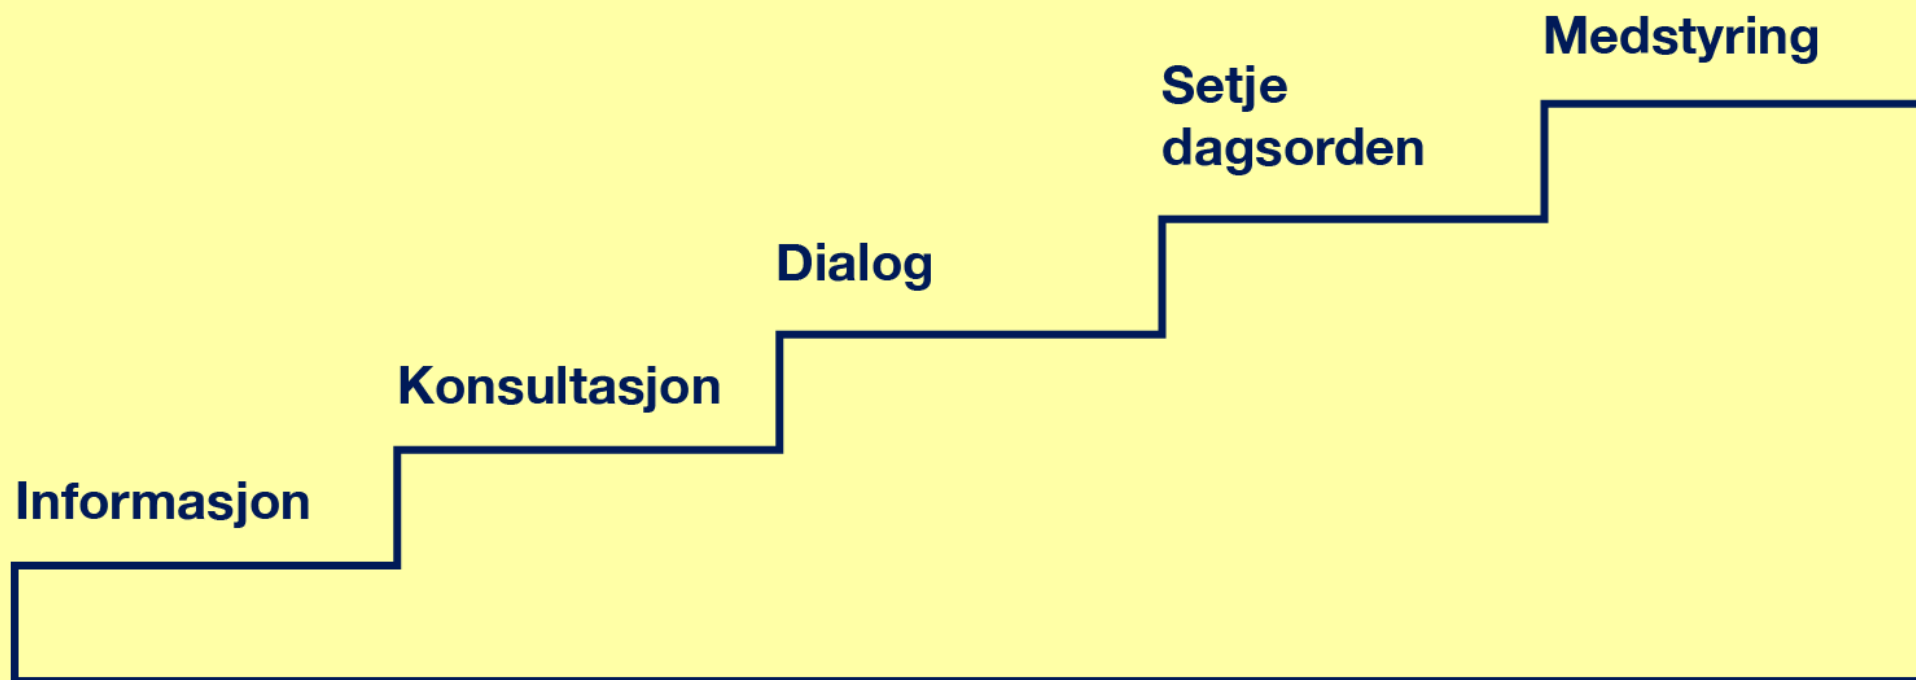 Medstyring
Setje
dagsorden
Dialog
Konsultasjon
Informasjon